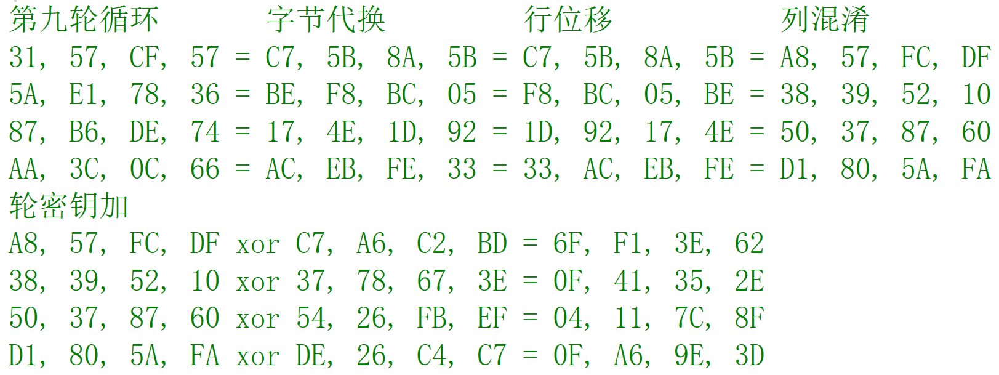 第九轮循环 字节代换 行位移 列混淆
31, 57, CF, 57 = C7, 5B, 8A, 5B = C7, 5B, 8A, 5B = A8, 57, FC, DF
5A, E1, 78, 36 = BE, F8, BC, 05 = F8, BC, 05, BE = 38, 39, 52, 10
87, B6, DE, 74 = 17, 4E, 1D, 92 = 1D, 92, 17, 4E = 50, 37, 87, 60
AA, 3C, 0C, 66 = AC, EB, FE, 33 = 33, AC, EB, FE = D1, 80, 5A, FA
轮密钥加
A8, 57, FC, DF xor C7, A6, C2, BD = 6F, F1, 3E, 62
38, 39, 52, 10 xor 37, 78, 67, 3E = 0F, 41, 35, 2E
50, 37, 87, 60 xor 54, 26, FB, EF = 04, 11, 7C, 8F
D1, 80, 5A, FA xor DE, 26, C4, C7 = 0F, A6, 9E, 3D